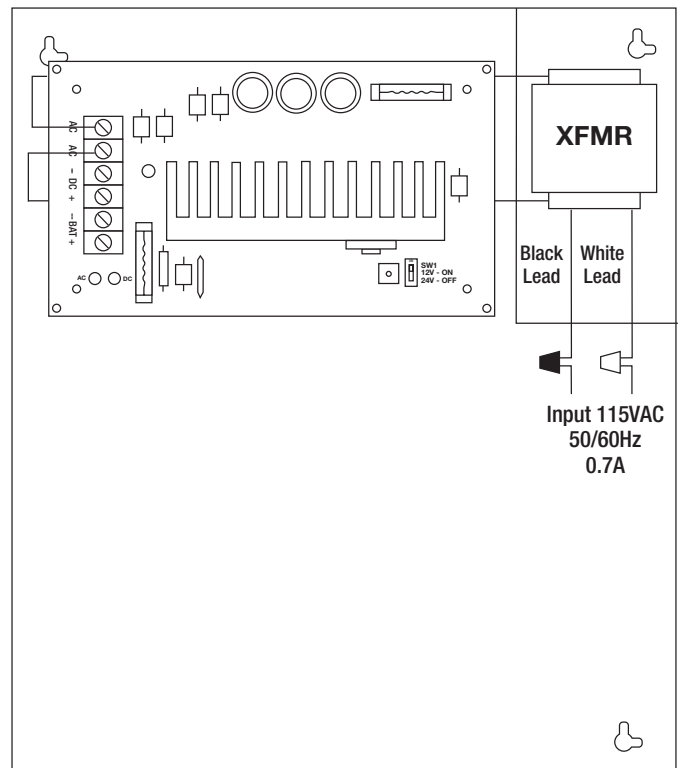 AC
AC
- DC +
- BAT +
AC
DC
SW1
12V - ON
24V - OFF
XFMR
Black
Lead
White
Lead
Input 115VAC
50/60Hz
0.7A